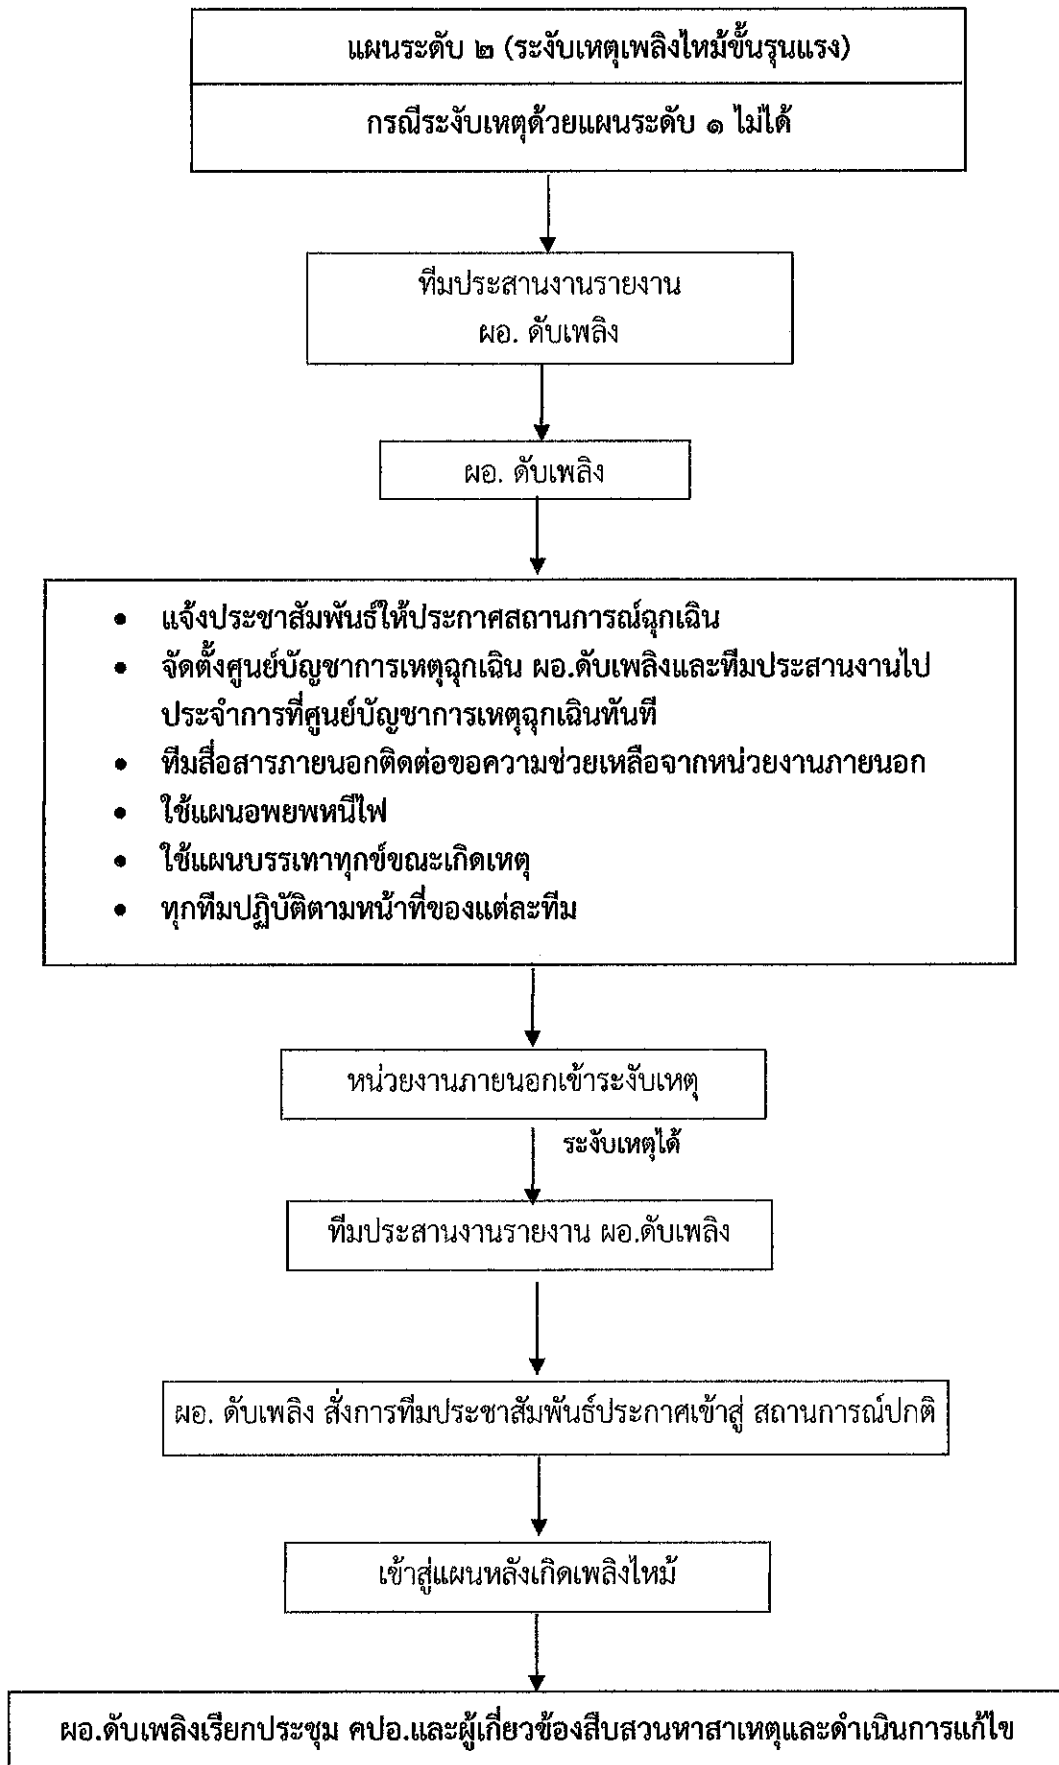 แผนระดับ ๒ (ระงับเหตุเพลิงไหม้ขั้นรุนแรง)
กรณีระงับเหตุด้วยแผนระดับ ๑ ไม่ได้
ทีมประสานงานรายงาน
ผอ. ดับเพลิง
ผอ. ดับเพลิง
• แจ้งประชาสัมพันธ์ให้ประกาศสถานการณ์ฉุกเฉิน
• จัดตั้งศูนย์บัญชาการเหตุฉุกเฉิน ผอ.ดับเพลิงและทีมประสานงานไป
ประจำการที่ศูนย์บัญชาการเหตุฉุกเฉินทันที
• ทีมสื่อสารภายนอกติดต่อขอความช่วยเหลือจากหน่วยงานภายนอก
• ใช้แผนอพยพหนีไฟ
• ใช้แผนบรรเทาทุกข์ขณะเกิดเหตุ
• ทุกทีมปฏิบัติตามหน้าที่ของแต่ละทีม
หน่วยงานภายนอกเข้าระงับเหตุ
ระงับเหตุได้
ทีมประสานงานรายงาน ผอ.ดับเพลิง
ผอ. ดับเพลิง สั่งการทีมประชาสัมพันธ์ประกาศเข้าสู่ สถานการณ์ปกติ
เข้าสู่แผนหลังเกิดเพลิงไหม้
ผอ.ดับเพลิงเรียกประชุม คปอ.และผู้เกี่ยวข้องสืบสวนหาสาเหตุและดำเนินการแก้ไข